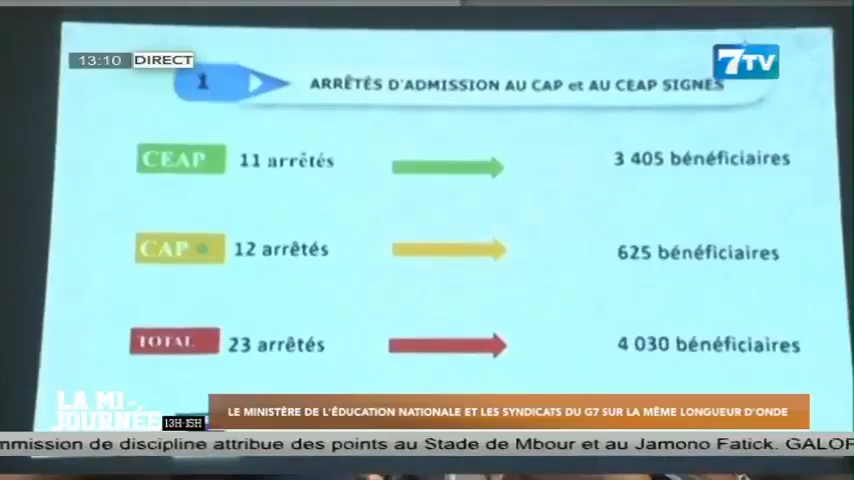 13:10 DIRECT
7TV
1
ARRÊTÉS D'ADMISSION AU CAP et AU CEAP SIGNÉS
CEAP 11 arrêtés 3 405 bénéficiaires
CAP 12 arrêtés 625 bénéficiaires
TOTAL 23 arrêtés 4 030 bénéficiaires
LA MI-
JOURNÉE 13H-15H
LE MINISTÈRE DE L'ÉDUCATION NATIONALE ET LES SYNDICATS DU G7 SUR LA MÊME LONGUEUR D'ONDE
mmission de discipline attribue des points au Stade de Mbour et au Jamono Fatick. GALOP